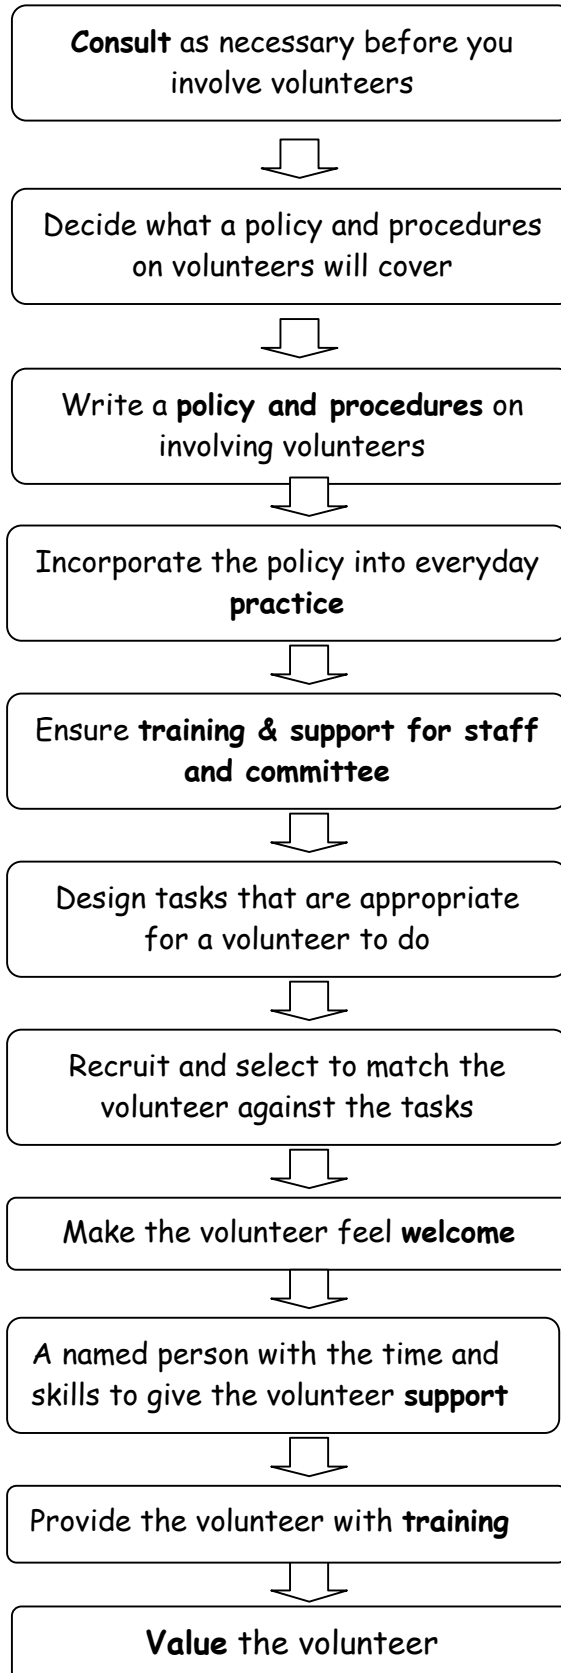 Consult as necessary before you
involve volunteers
Decide what a policy and procedures
on volunteers will cover
Write a policy and procedures on
involving volunteers
Incorporate the policy into everyday
practice
Ensure training & support for staff
and committee
Design tasks that are appropriate
for a volunteer to do
Recruit and select to match the
volunteer against the tasks
Make the volunteer feel welcome
A named person with the time and
skills to give the volunteer support
Provide the volunteer with training
Value the volunteer